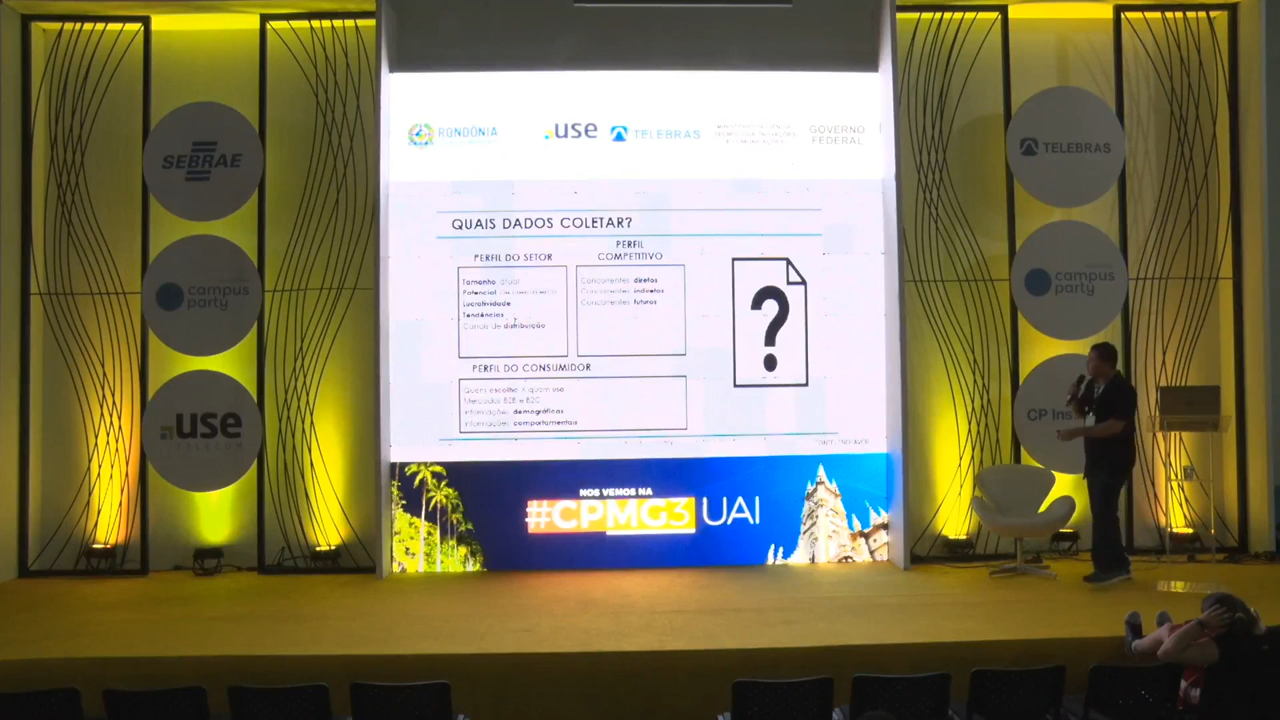 SEBRAE
campus
party
use
TELECOM
RONDÔNIA
use
TELEBRAS
GOVERNO
FEDERAL
QUAIS DADOS COLETAR?
PERFIL DO SETOR
Tamanho atual
Potencial
Lucratividade
Tendências
Canais de distribuição
PERFIL
COMPETITIVO
Concorrentes diretos
Concorrentes indiretos
Concorrentes futuros
?
PERFIL DO CONSUMIDOR
Quem escolhe X quem usa
Mercados B2B e B2C
Informações demográficas
Informações comportamentais
NOS VEMOS NA
#CPMG3 UAI
TELEBRAS
campus
party
CP Ins